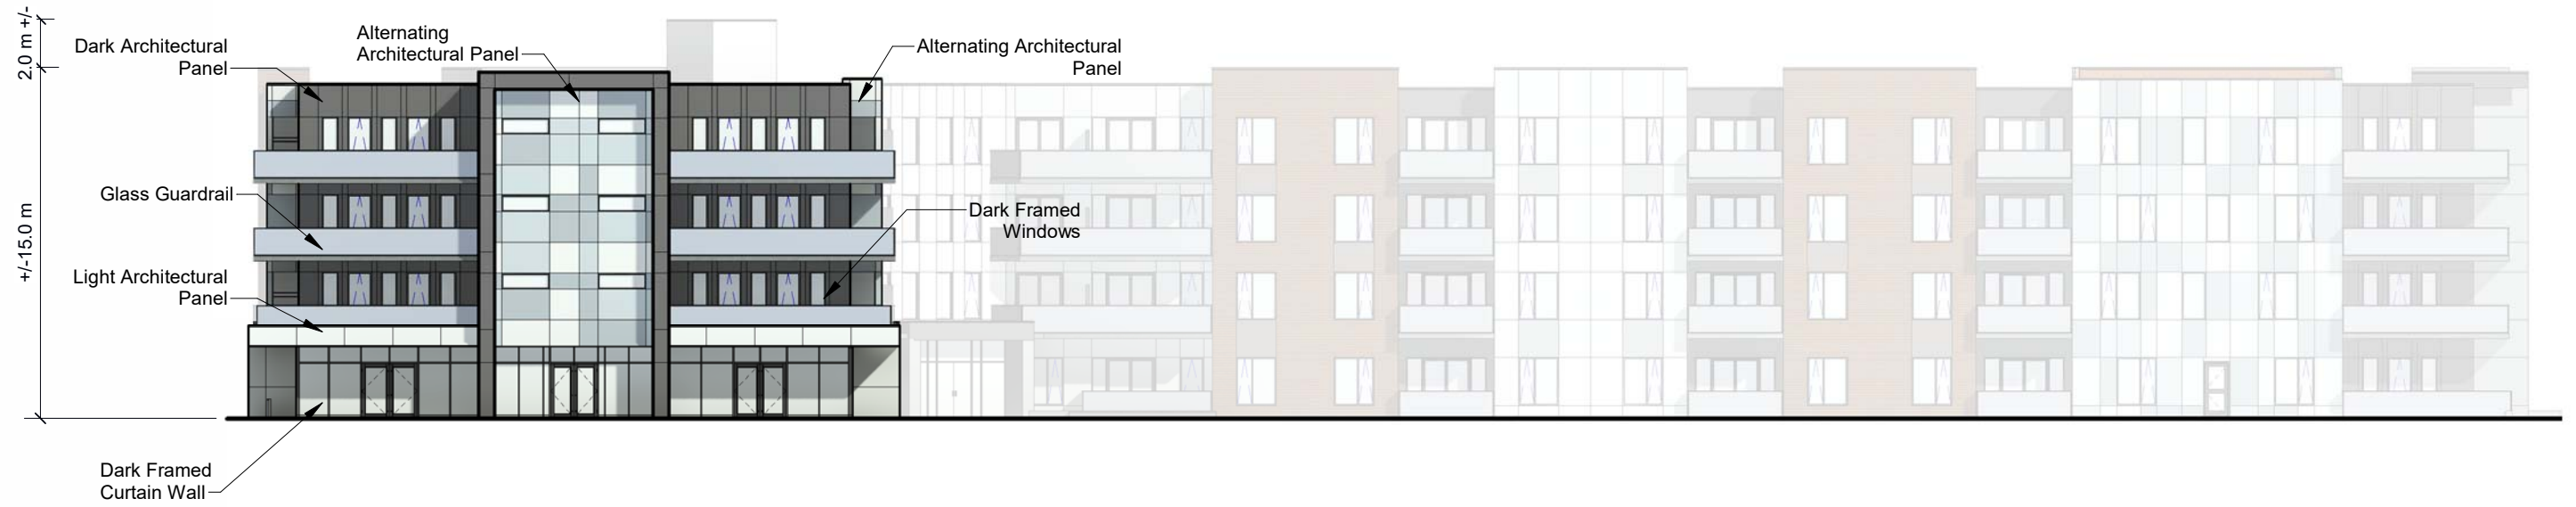 2.0 m +/-
+/-15.0 m
Dark Architectural
Panel
Alternating
Architectural Panel
Alternating Architectural
Panel
Glass Guardrail
Dark Framed
Windows
Light Architectural
Panel
Dark Framed
Curtain Wall